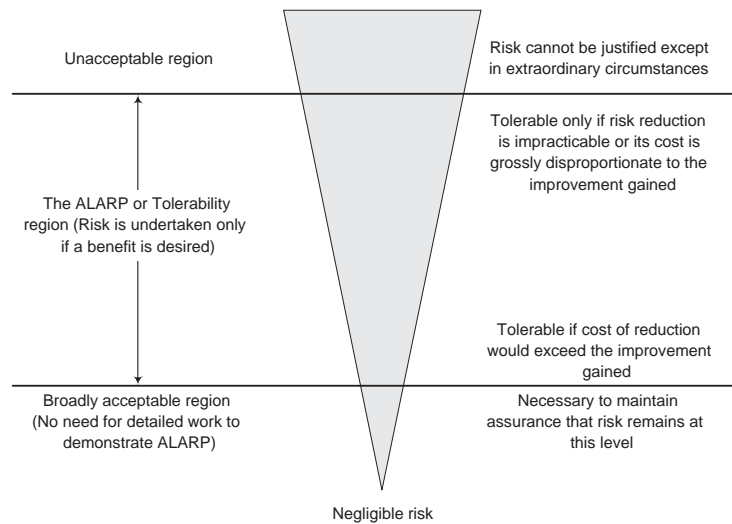 Unacceptable region
Risk cannot be justified except
in extraordinary circumstances
Tolerable only if risk reduction
is impracticable or its cost is
grossly disproportionate to the
improvement gained
The ALARP or Tolerability
region (Risk is undertaken only
if a benefit is desired)
Tolerable if cost of reduction
would exceed the improvement
gained
Broadly acceptable region
(No need for detailed work to
demonstrate ALARP)
Necessary to maintain
assurance that risk remains at
this level
Negligible risk